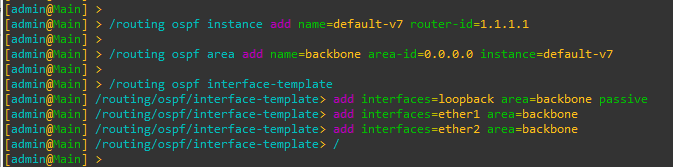 [admin@Main] >
[admin@Main] > /routing ospf instance add name=default-v7 router-id=1.1.1.1
[admin@Main] >
[admin@Main] > /routing ospf area add name=backbone area-id=0.0.0.0 instance=default-v7
[admin@Main] >
[admin@Main] > /routing ospf interface-template
[admin@Main] /routing/ospf/interface-template> add interfaces=loopback area=backbone passive
[admin@Main] /routing/ospf/interface-template> add interfaces=ether1 area=backbone
[admin@Main] /routing/ospf/interface-template> add interfaces=ether2 area=backbone
[admin@Main] /routing/ospf/interface-template> /
[admin@Main] >